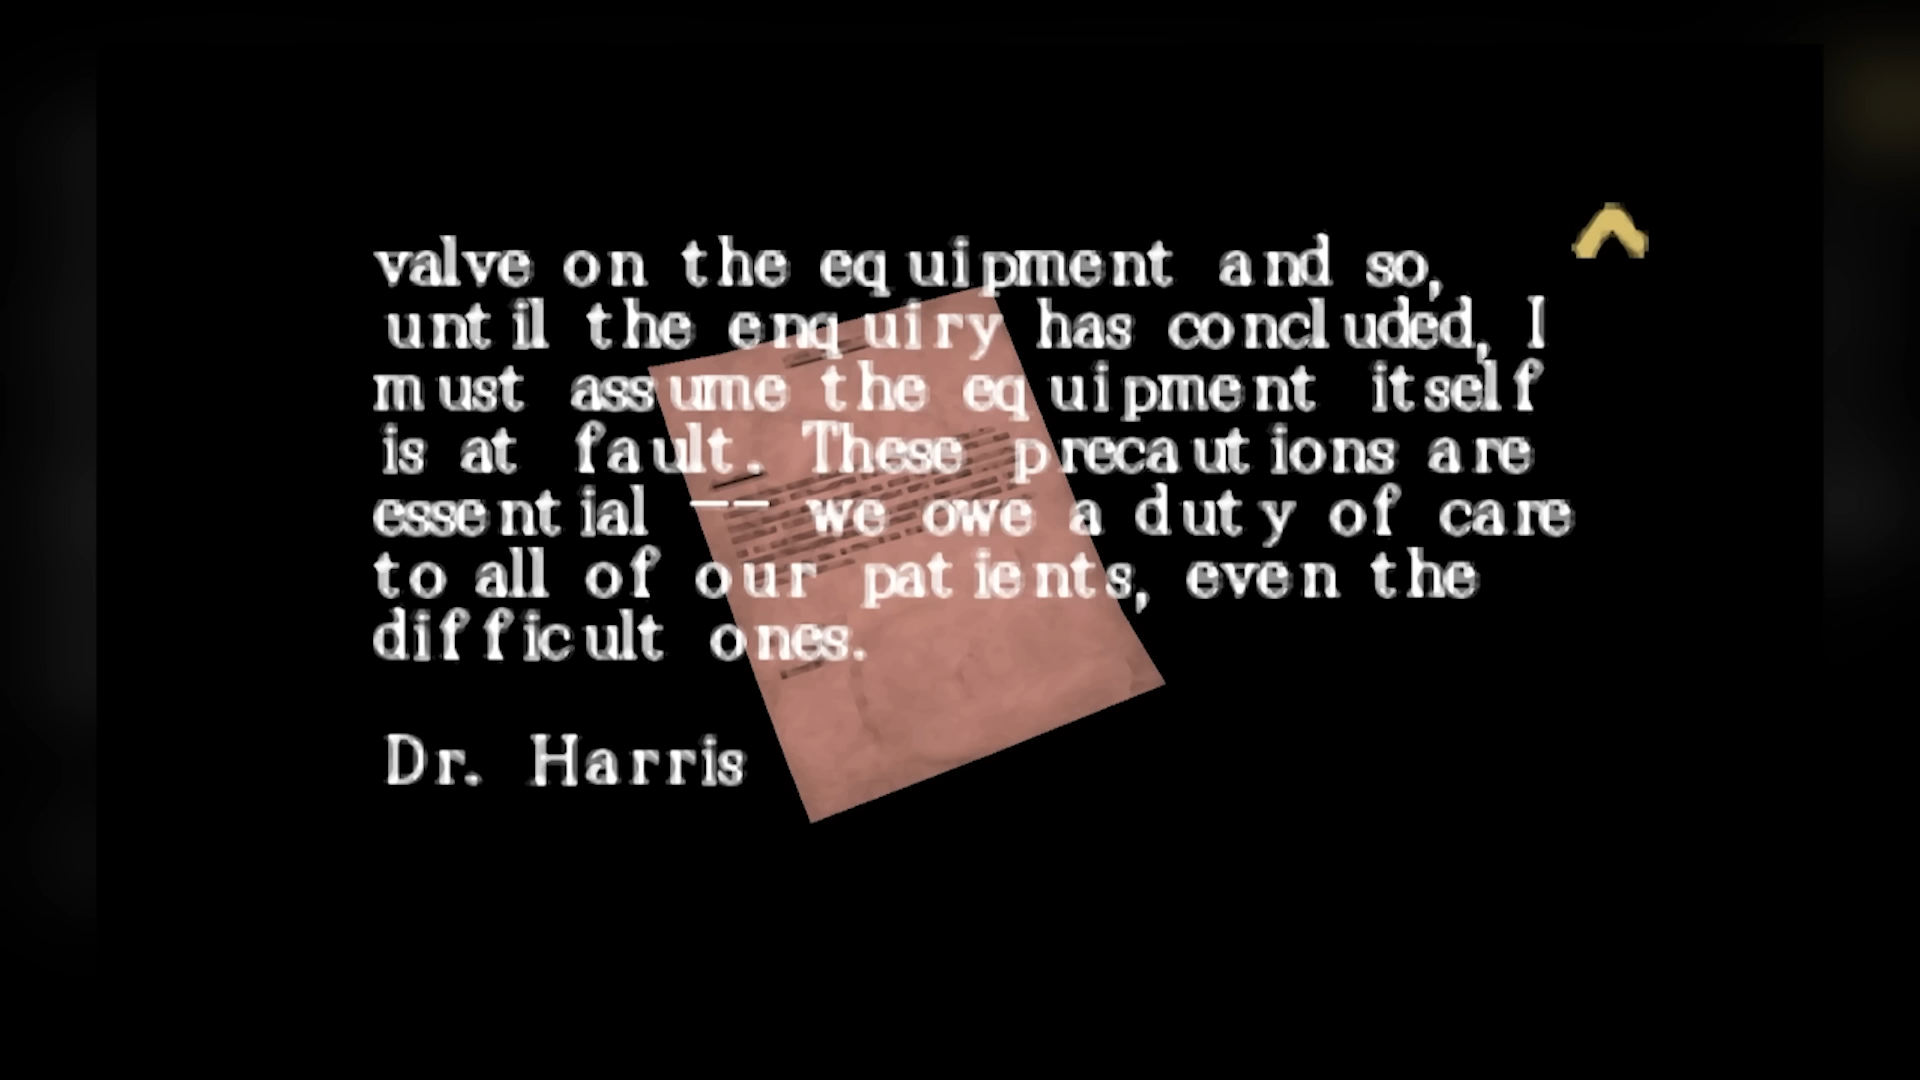 valve on the equipment and so,
until the enquiry has concluded, I
must assume the equipment itself
is at fault. These precautions are
essential -- we owe a duty of care
to all of our patients, even the
difficult ones.
Dr. Harris